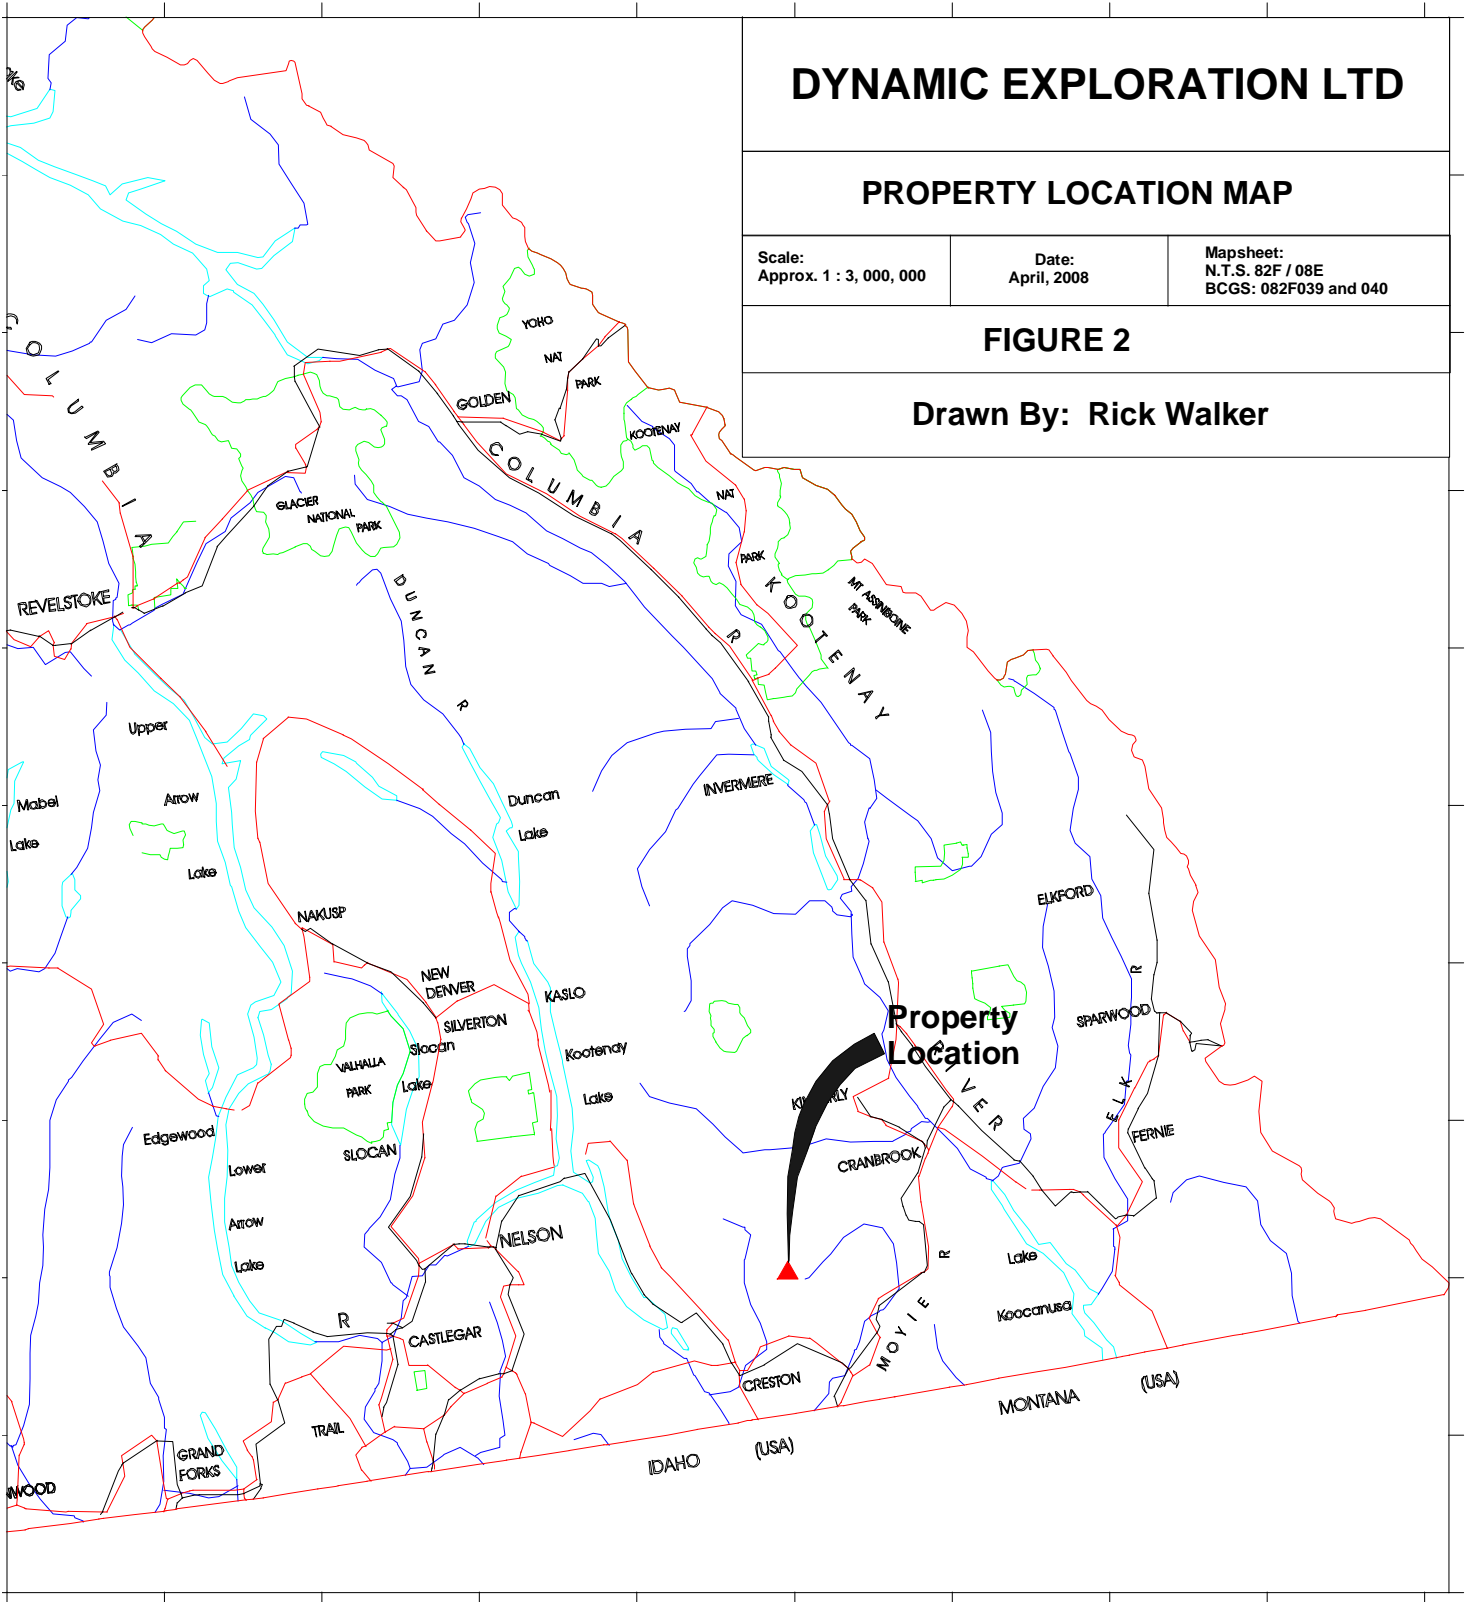 DYNAMIC EXPLORATION LTD
PROPERTY LOCATION MAP
Scale:
Approx. 1 : 3, 000, 000
Date:
April, 2008
Mapsheet:
N.T.S. 82F / 08E
BCGS: 082F039 and 040
FIGURE 2
Drawn By: Rick Walker
COLUMBIA
YOHO
NAT
PARK
GOLDEN
KOOTENAY
NAT
PARK
COLUMBIA R
GLACIER
NATIONAL
PARK
KOOTENAY
MT ASSINIBOINE
PARK
REVELSTOKE
DUNCAN R
Upper
Arrow
Lake
Mabel
Lake
Duncan
Lake
INVERMERE
NAKUSP
ELKFORD
NEW
DENVER
SILVERTON
KASLO
Slocan
Lake
VALHALLA
PARK
Kootenay
Lake
Property
Location
RIVER
SPARWOOD
ELK R
FERNIE
CRANBROOK
Edgewood
SLOCAN
Lower
Arrow
Lake
NELSON
R
CASTLEGAR
Lake
Koocanusa
MOYIE R
CRESTON
TRAIL
GRAND
FORKS
IDAHO (USA)
MONTANA (USA)